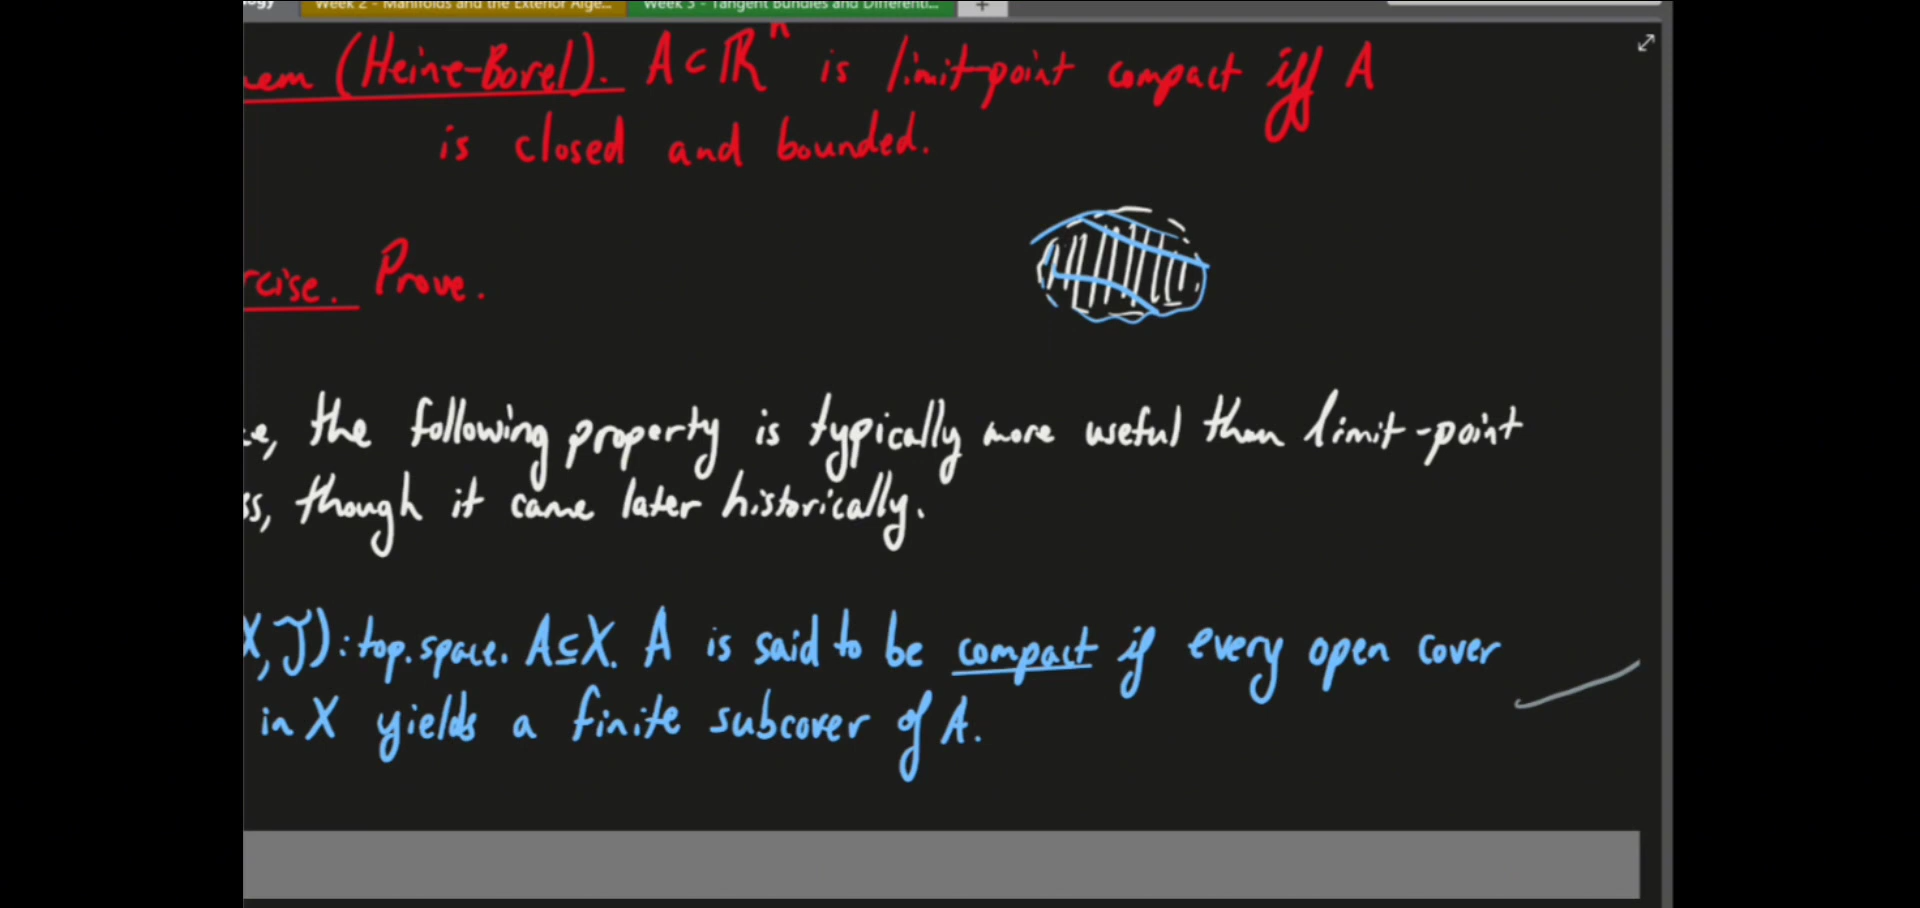 Week 2 - Manifolds and the Exterior Alge... Week 3 - Tangent Bundles and Differenti... +
em (Heine-Borel). A ⊂ ℝⁿ is limit-point compact iff A
is closed and bounded.
rcise. Prove.
ce, the following property is typically more useful than limit-point
ss, though it came later historically.
X, 𝒯): top. space. A ⊆ X. A is said to be compact if every open cover
in X yields a finite subcover of A.